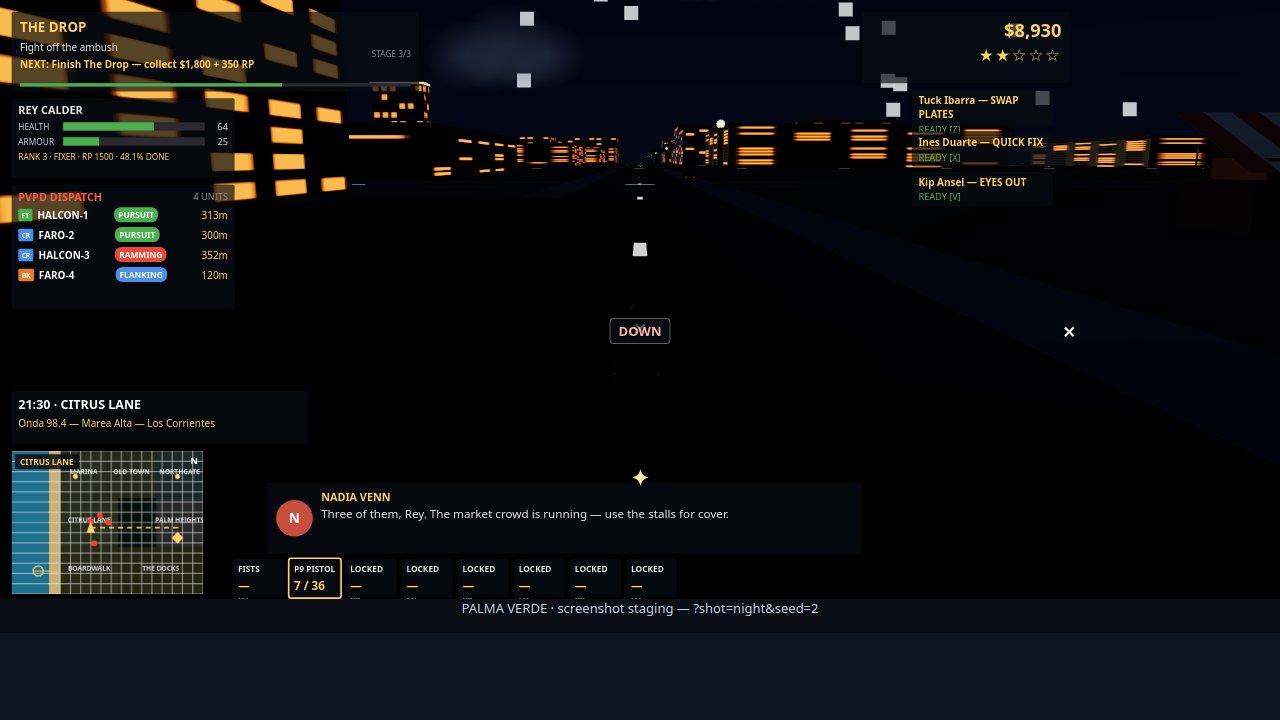 THE DROP
Fight off the ambush
STAGE 3/3
NEXT: Finish The Drop — collect $1,800 + 350 RP
$8,930
★★☆☆☆
REY CALDER
HEALTH 64
ARMOUR 25
RANK 3 · FIXER · RP 1500 · 48.1% DONE
Tuck Ibarra — SWAP PLATES
READY [Z]
Ines Duarte — QUICK FIX
READY [X]
Kip Ansel — EYES OUT
READY [V]
PVPD DISPATCH 4 UNITS
FT HALCON-1 PURSUIT 313m
CR FARO-2 PURSUIT 300m
CR HALCON-3 RAMMING 352m
BK FARO-4 FLANKING 120m
DOWN
×
21:30 · CITRUS LANE
Onda 98.4 — Marea Alta — Los Corrientes
CITRUS LANE
N
MARINA OLD TOWN NORTHGATE
CITRUS LANE PALM HEIGHTS
BOARDWALK THE DOCKS
N
NADIA VENN
Three of them, Rey. The market crowd is running — use the stalls for cover.
FISTS P9 PISTOL LOCKED LOCKED LOCKED LOCKED LOCKED LOCKED
— 7 / 36 — — — — — —
PALMA VERDE · screenshot staging — ?shot=night&seed=2